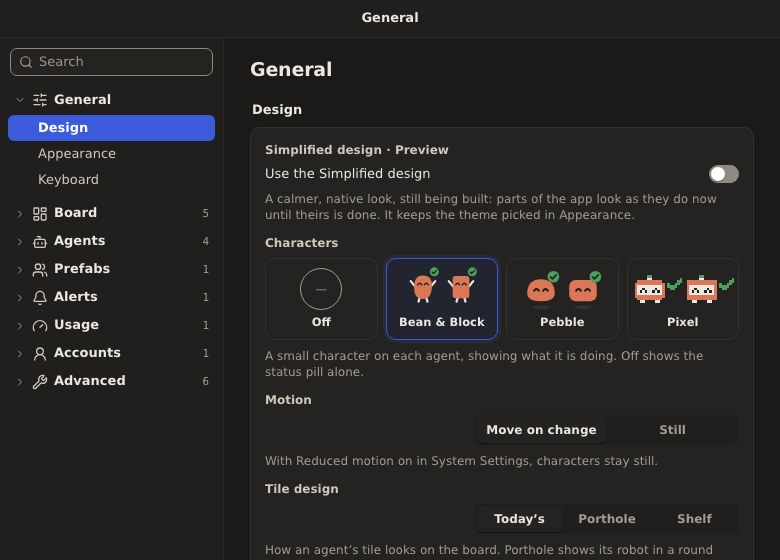 General
Search
General
Design
Appearance
Keyboard
Board 5
Agents 4
Prefabs 1
Alerts 1
Usage 1
Accounts 1
Advanced 6
General
Design
Simplified design · Preview
Use the Simplified design
A calmer, native look, still being built: parts of the app look as they do now
until theirs is done. It keeps the theme picked in Appearance.
Characters
Off
Bean & Block
Pebble
Pixel
A small character on each agent, showing what it is doing. Off shows the
status pill alone.
Motion
Move on change
Still
With Reduced motion on in System Settings, characters stay still.
Tile design
Today’s
Porthole
Shelf
How an agent’s tile looks on the board. Porthole shows its robot in a round